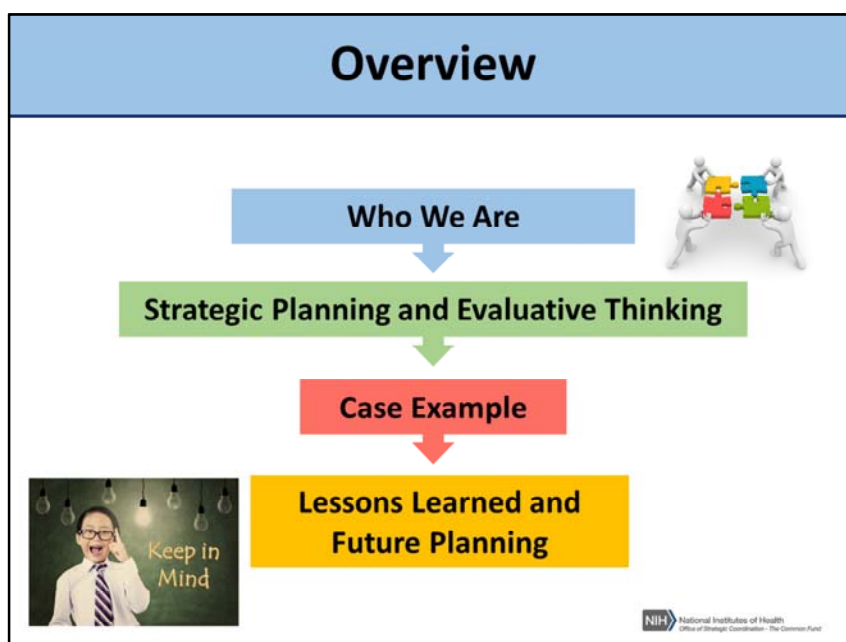 Overview
Who We Are
Strategic Planning and Evaluative Thinking
Case Example
Lessons Learned and
Future Planning
Keep in
Mind
NIH National Institutes of Health
Office of Strategic Coordination - The Common Fund